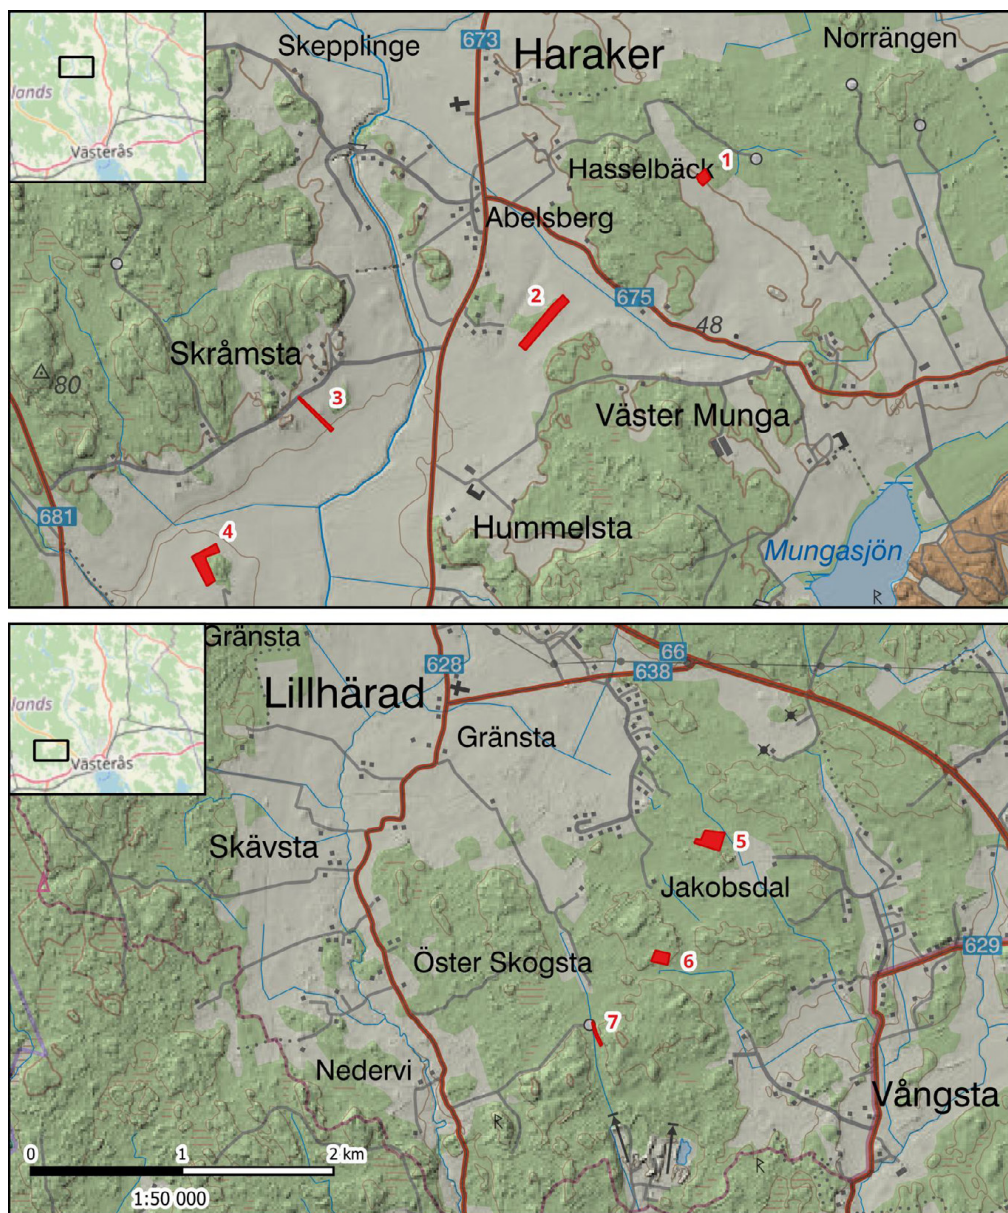 Skepplinge
673
Haraker
Norrängen
lands
Västerås
Hasselbäck
1
Abelsberg
2
675
48
Skråmsta
80
3
Väster Munga
681
4
Hummelsta
Mungasjön
R
Gränsta
66
628
638
Lillhärad
lands
Västerås
Gränsta
Skävsta
5
Jakobsdal
Öster Skogsta
6
629
7
Nedervi
Vångsta
R
R
0 1 2 km
1:50 000